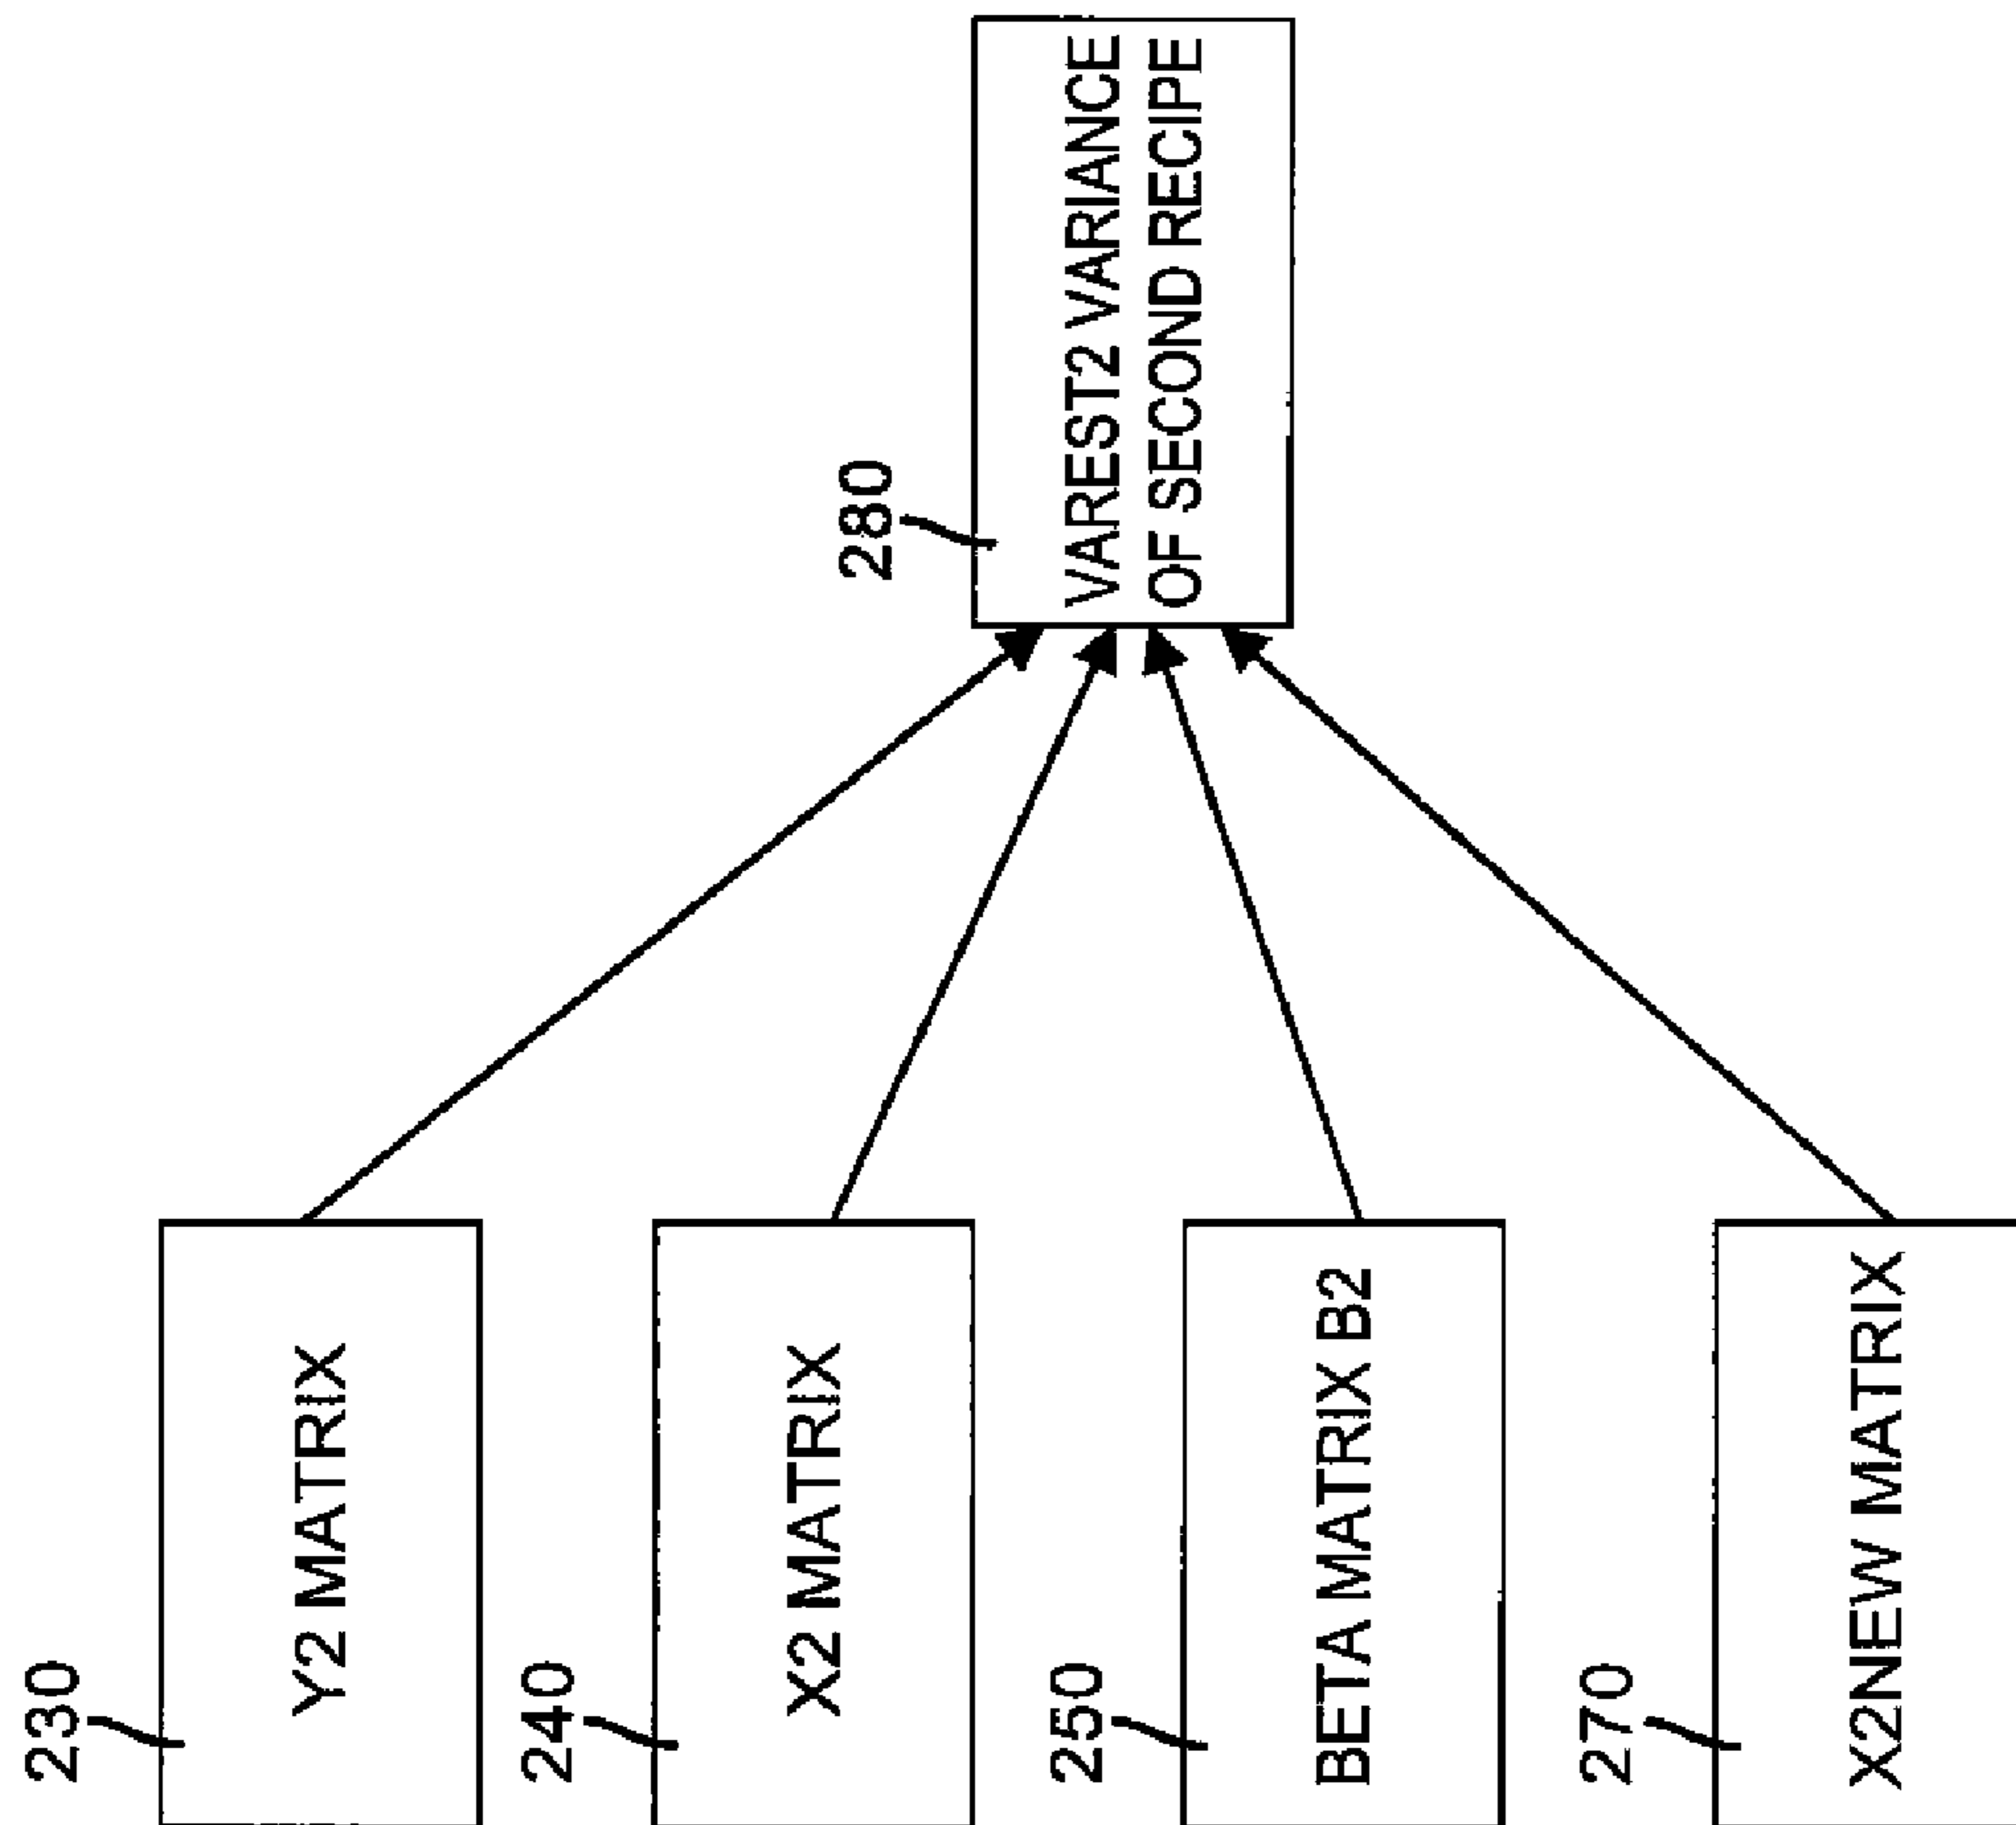 230
Y2 MATRIX
240
X2 MATRIX
250
BETA MATRIX B2
270
X2NEW MATRIX
280
VAREST2 VARIANCE
OF SECOND RECIPE